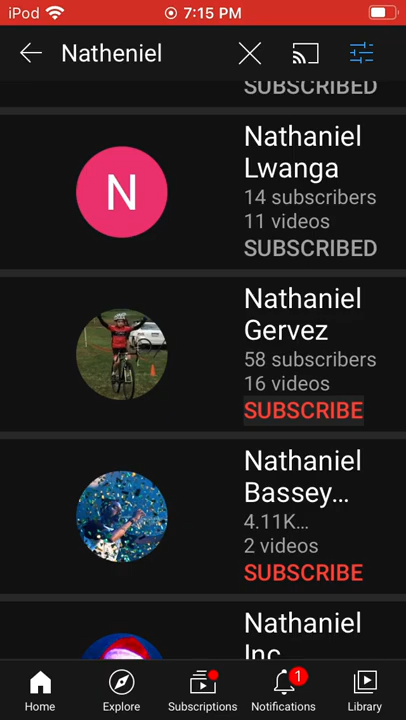 iPod 7:15 PM
Natheniel
SUBSCRIBED
N
Nathaniel
Lwanga
14 subscribers
11 videos
SUBSCRIBED
Nathaniel
Gervez
58 subscribers
16 videos
SUBSCRIBE
Nathaniel
Bassey...
4.11K...
2 videos
SUBSCRIBE
Nathaniel
Inc
1
Home Explore Subscriptions Notifications Library